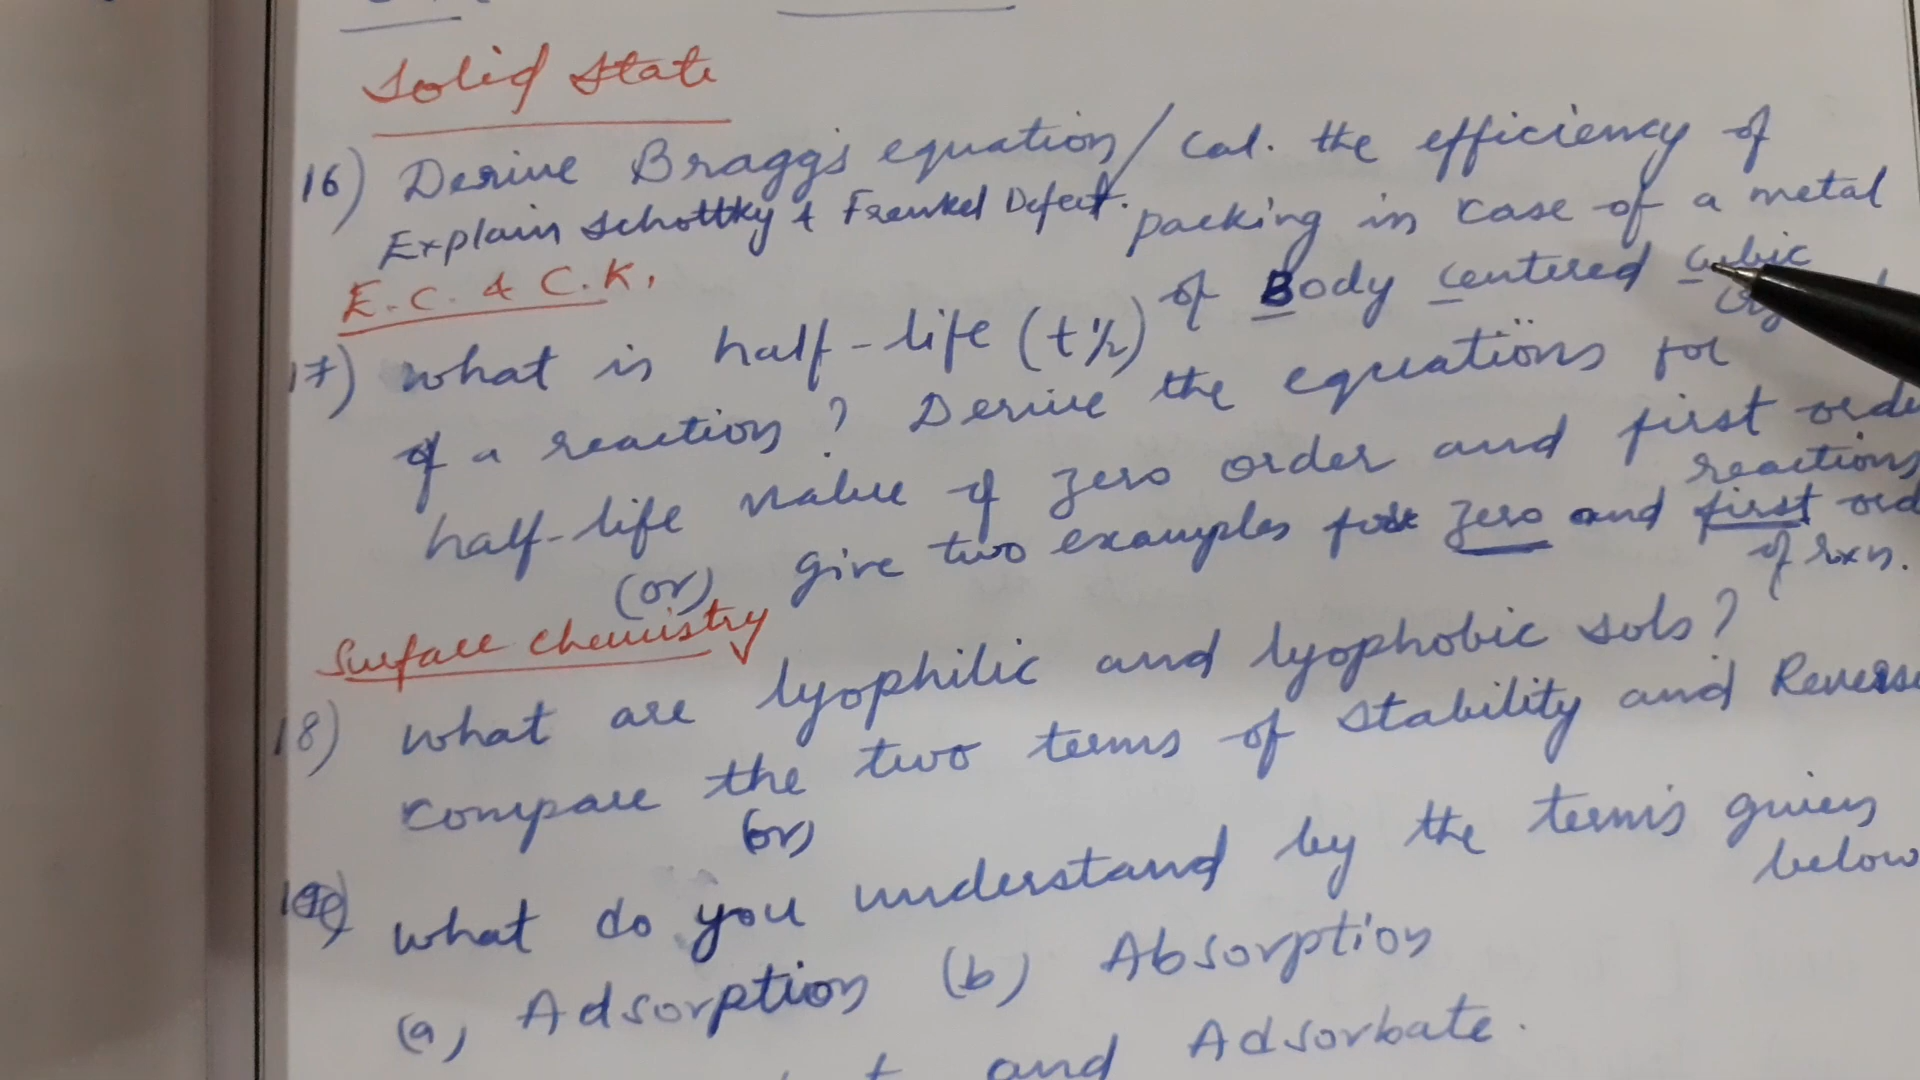 Solid State
16) Derive Bragg's equation / Cal. the efficiency of
Explain Schottky & Frenkel Defect. packing in case of a metal
of Body centered cubic
E.C. & C.K.
17) What is half-life (t½)
of a reaction? Derive the equations for
half-life value of zero order and first
reactions
(or) give two examples for zero and first
of rxn.
Surface chemistry
18) What are lyophilic and lyophobic sols?
Compare the two terms of stability and
(or)
What do you understand by the terms given
below
(a) Adsorption (b) Absorption
and Adsorbate.